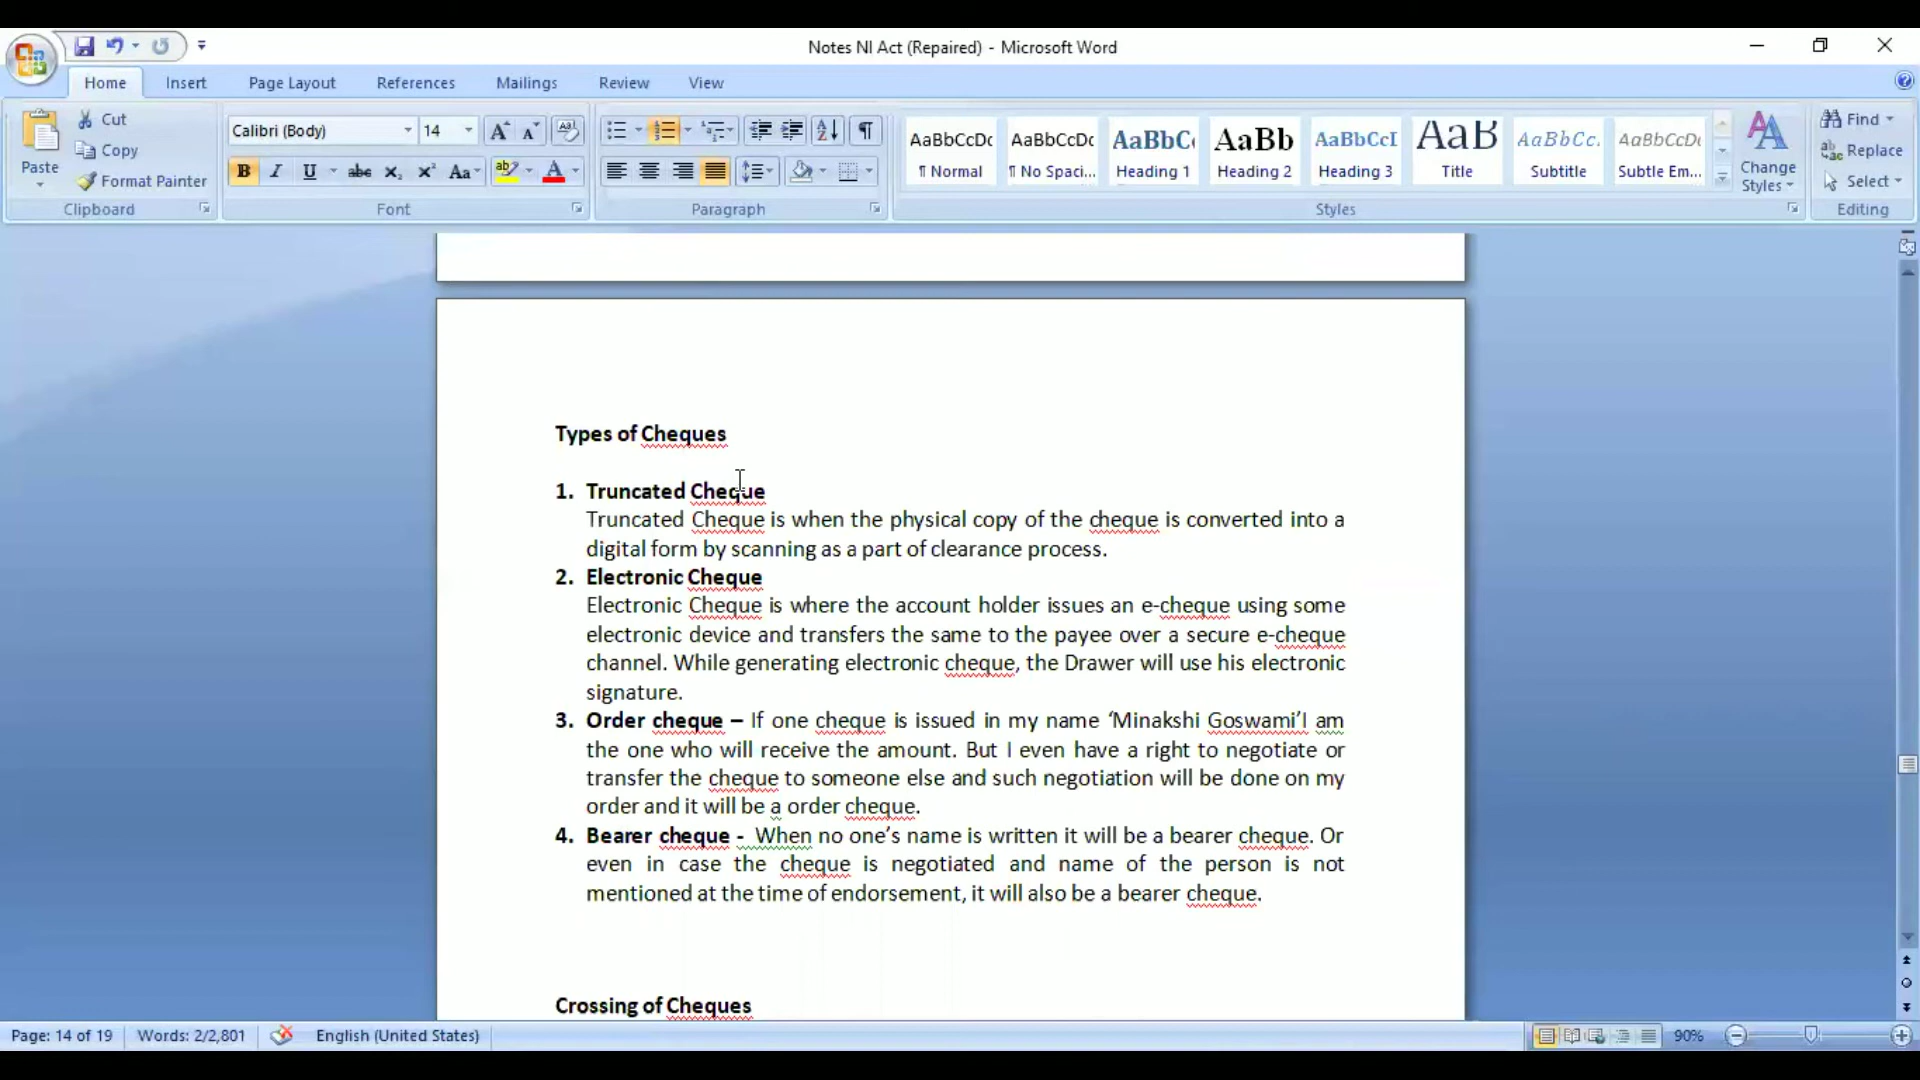 Notes NI Act (Repaired) - Microsoft Word
Home Insert Page Layout References Mailings Review View
Paste
Cut
Copy
Format Painter
Clipboard
Calibri (Body) 14
Font
Paragraph
AaBbCcDc AaBbCcDc AaBbC AaBb AaBbCcI AaB AaBbCc. AaBbCcDc
¶ Normal ¶ No Spaci... Heading 1 Heading 2 Heading 3 Title Subtitle Subtle Em...
Change Styles
Styles
Find
Replace
Select
Editing
Types of Cheques
1. Truncated Cheque
Truncated Cheque is when the physical copy of the cheque is converted into a
digital form by scanning as a part of clearance process.
2. Electronic Cheque
Electronic Cheque is where the account holder issues an e-cheque using some
electronic device and transfers the same to the payee over a secure e-cheque
channel. While generating electronic cheque, the Drawer will use his electronic
signature.
3. Order cheque – If one cheque is issued in my name ‘Minakshi Goswami’I am
the one who will receive the amount. But I even have a right to negotiate or
transfer the cheque to someone else and such negotiation will be done on my
order and it will be a order cheque.
4. Bearer cheque - When no one’s name is written it will be a bearer cheque. Or
even in case the cheque is negotiated and name of the person is not
mentioned at the time of endorsement, it will also be a bearer cheque.
Crossing of Cheques
Page: 14 of 19 Words: 2/2,801 English (United States) 90%